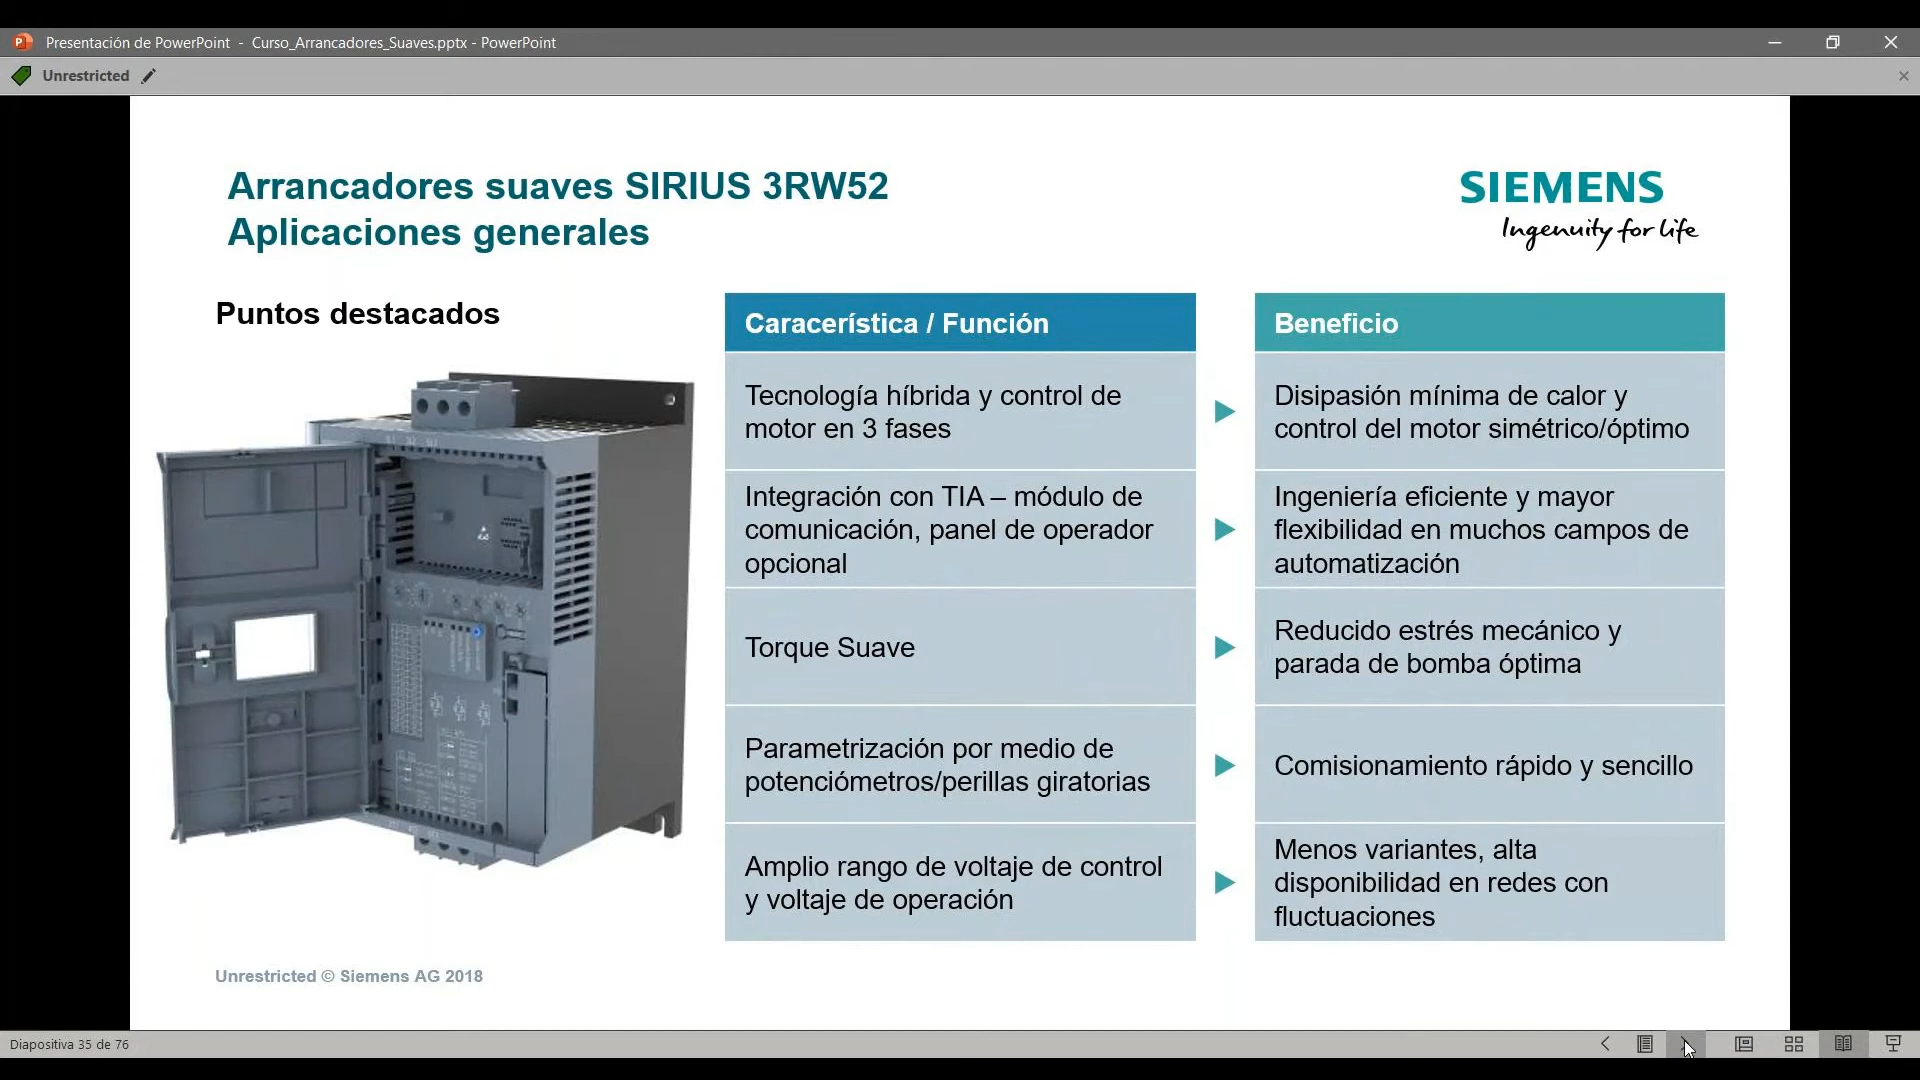 Presentación de PowerPoint - Curso_Arrancadores_Suaves.pptx - PowerPoint
Unrestricted
Arrancadores suaves SIRIUS 3RW52
Aplicaciones generales
SIEMENS
Ingenuity for life
Puntos destacados
Caracerística / Función
Beneficio
Tecnología híbrida y control de
motor en 3 fases
Disipasión mínima de calor y
control del motor simétrico/óptimo
Integración con TIA – módulo de
comunicación, panel de operador
opcional
Ingeniería eficiente y mayor
flexibilidad en muchos campos de
automatización
Torque Suave
Reducido estrés mecánico y
parada de bomba óptima
Parametrización por medio de
potenciómetros/perillas giratorias
Comisionamiento rápido y sencillo
Amplio rango de voltaje de control
y voltaje de operación
Menos variantes, alta
disponibilidad en redes con
fluctuaciones
Unrestricted © Siemens AG 2018
Diapositiva 35 de 76